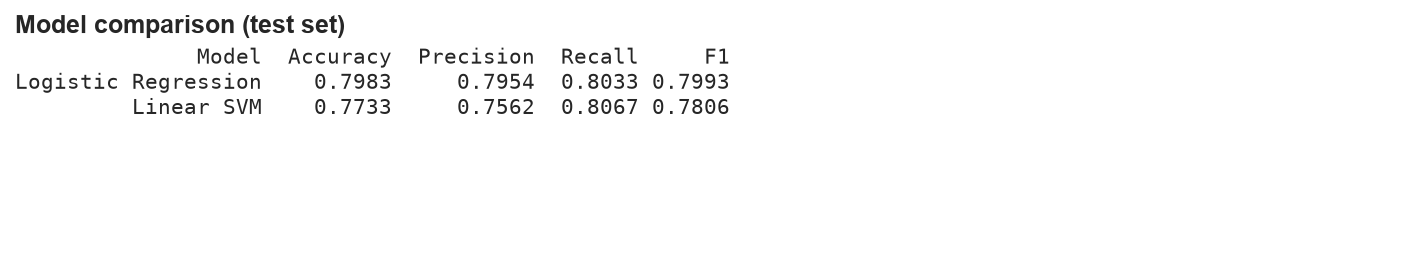 Model comparison (test set)
Model Accuracy Precision Recall F1
Logistic Regression 0.7983 0.7954 0.8033 0.7993
Linear SVM 0.7733 0.7562 0.8067 0.7806